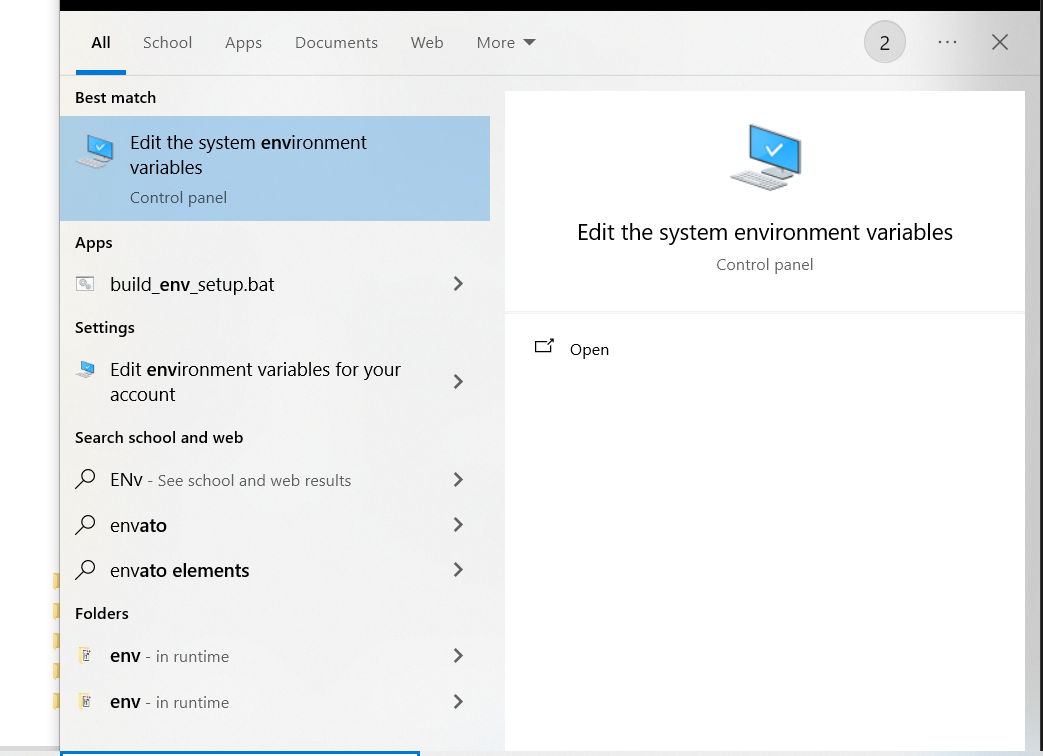 All School Apps Documents Web More 2 ...
Best match
Edit the system environment
variables
Control panel
Apps
build_env_setup.bat
Settings
Edit environment variables for your
account
Search school and web
ENv - See school and web results
envato
envato elements
Folders
env - in runtime
env - in runtime
Edit the system environment variables
Control panel
Open